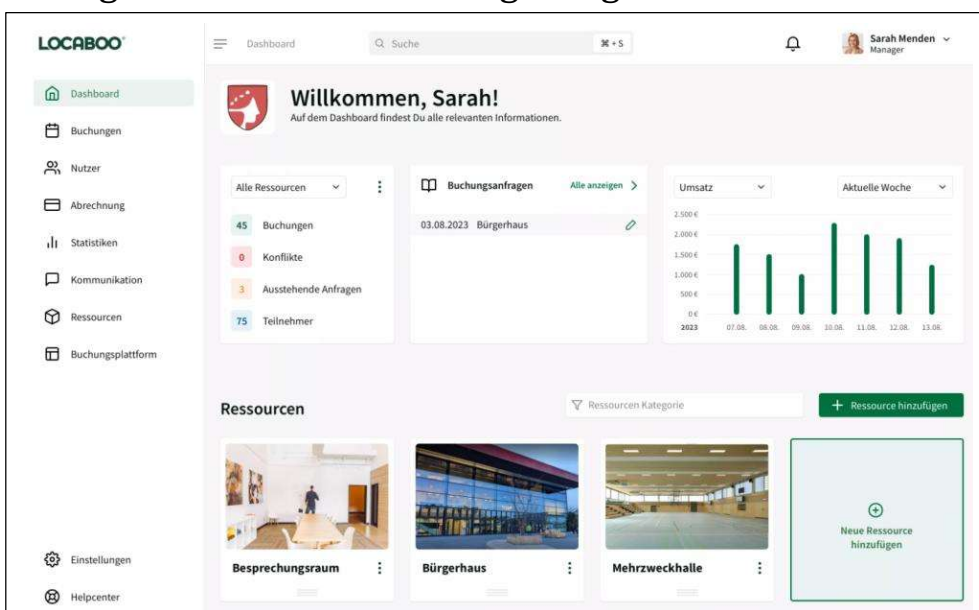 LOCABOO
Dashboard
Suche
⌘ + S
Sarah Menden
Manager
Dashboard
Buchungen
Nutzer
Abrechnung
Statistiken
Kommunikation
Ressourcen
Buchungsplattform
Einstellungen
Helpcenter
Willkommen, Sarah!
Auf dem Dashboard findest Du alle relevanten Informationen.
Alle Ressourcen
45 Buchungen
0 Konflikte
3 Ausstehende Anfragen
75 Teilnehmer
Buchungsanfragen Alle anzeigen
03.08.2023 Bürgerhaus
Umsatz Aktuelle Woche
2.500 €
2.000 €
1.500 €
1.000 €
500 €
0 €
2023 07.08. 08.08. 09.08. 10.08. 11.08. 12.08. 13.08.
Ressourcen
Ressourcen Kategorie
+ Ressource hinzufügen
Besprechungsraum
Bürgerhaus
Mehrzweckhalle
Neue Ressource
hinzufügen